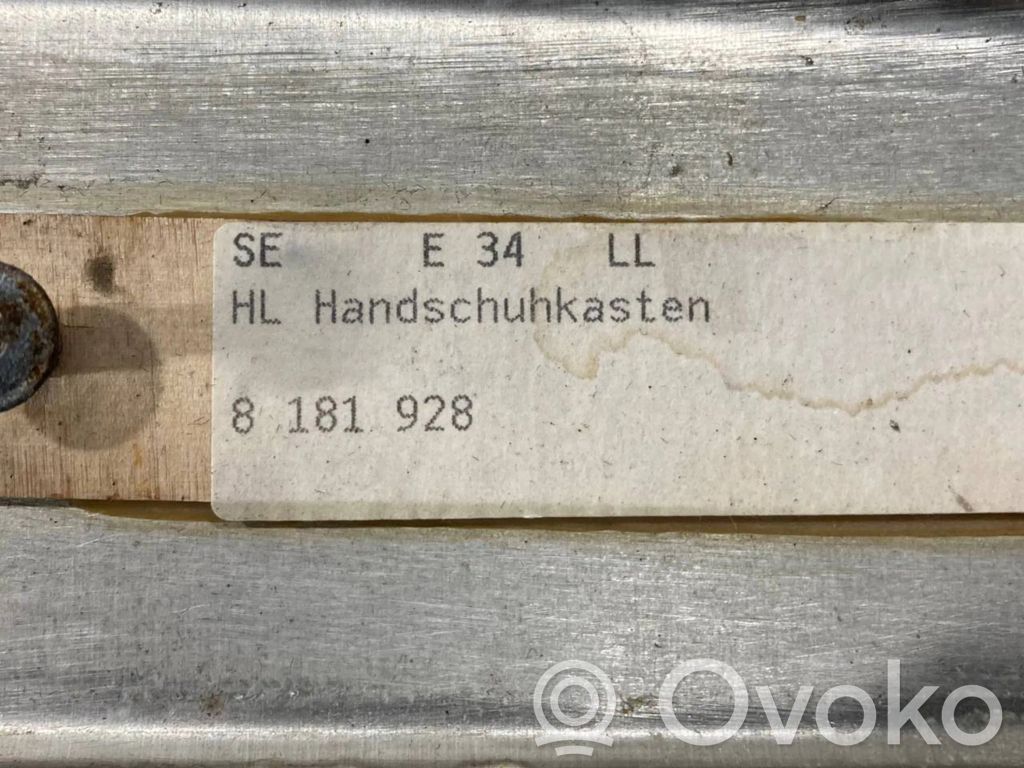 SE E 34 LL
HL Handschuhkasten
8 181 928
© Ovoko